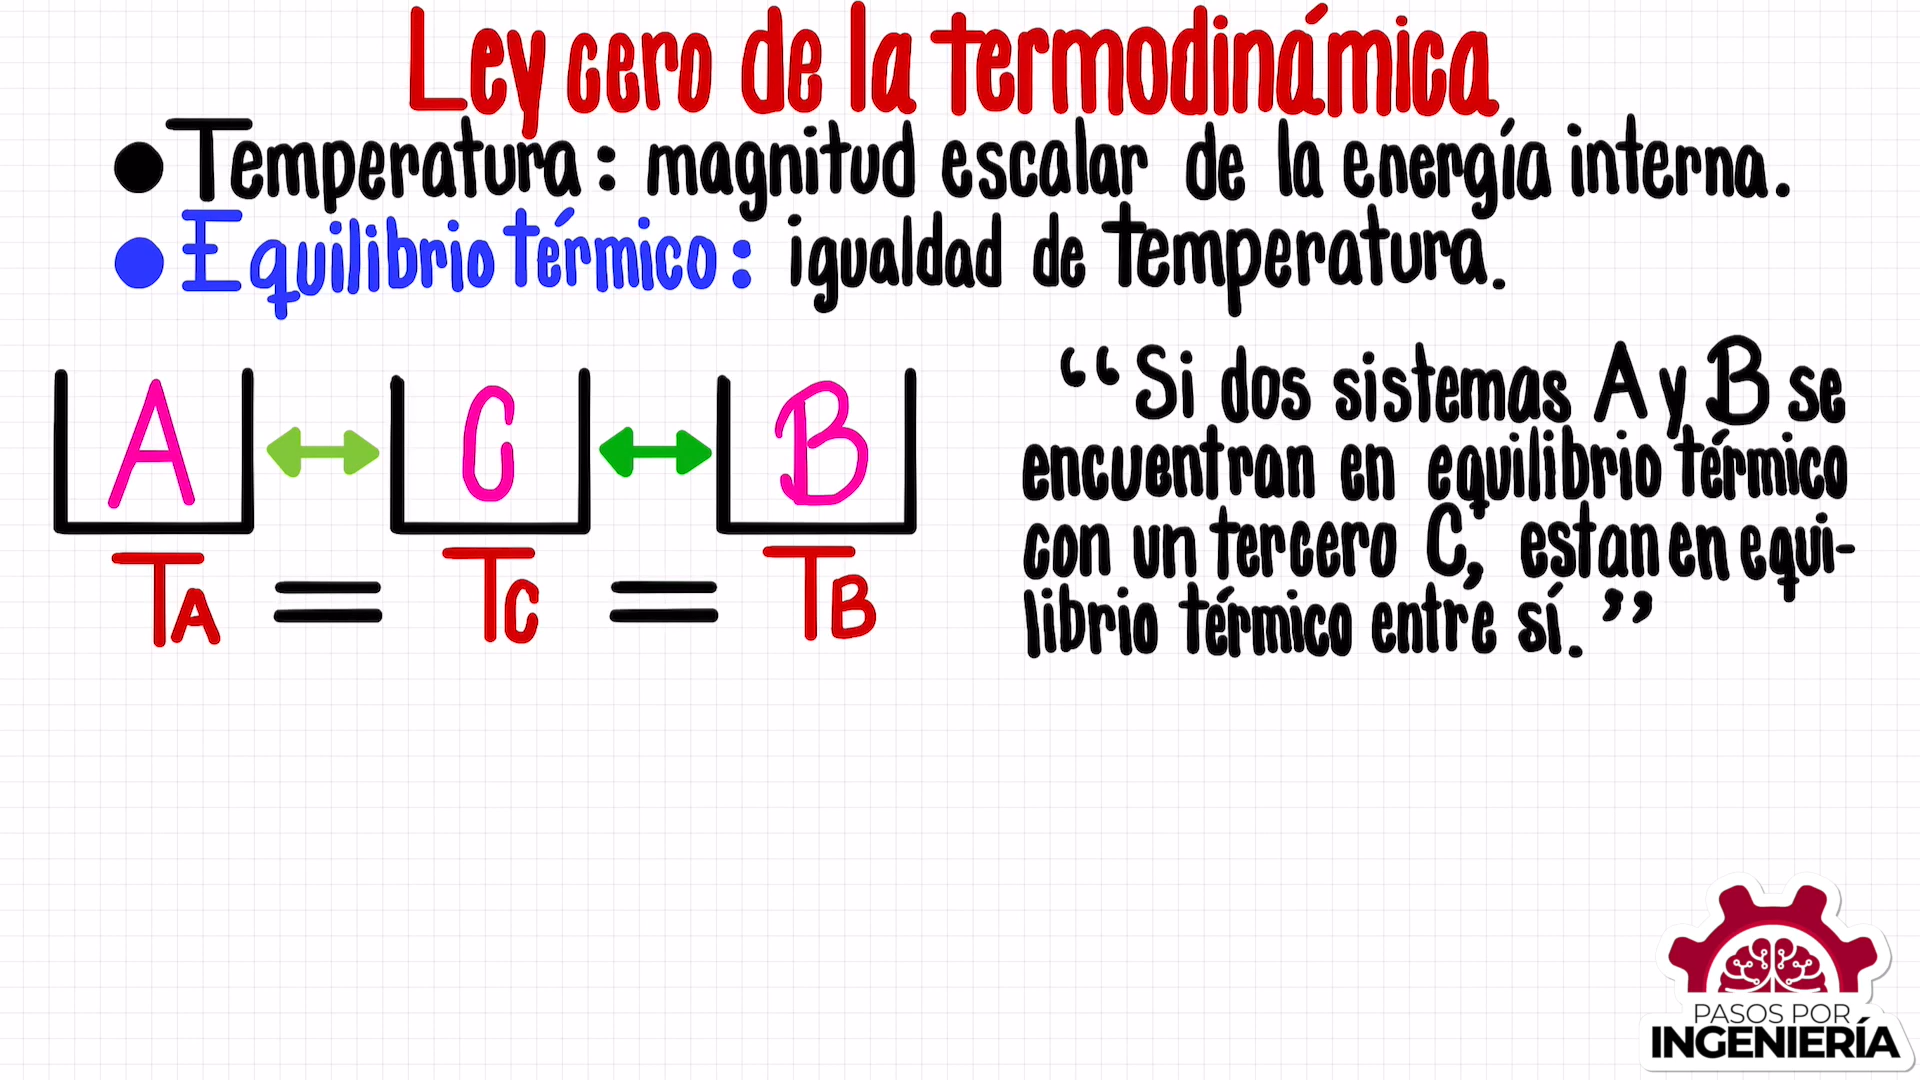 Ley cero de la termodinámica
● Temperatura: magnitud escalar de la energía interna.
● Equilibrio térmico: igualdad de temperatura.
A ↔ C ↔ B
TA = TC = TB
“Si dos sistemas A y B se
encuentran en equilibrio térmico
con un tercero C, estan en equi-
librio térmico entre sí.”
PASOS POR
INGENIERÍA